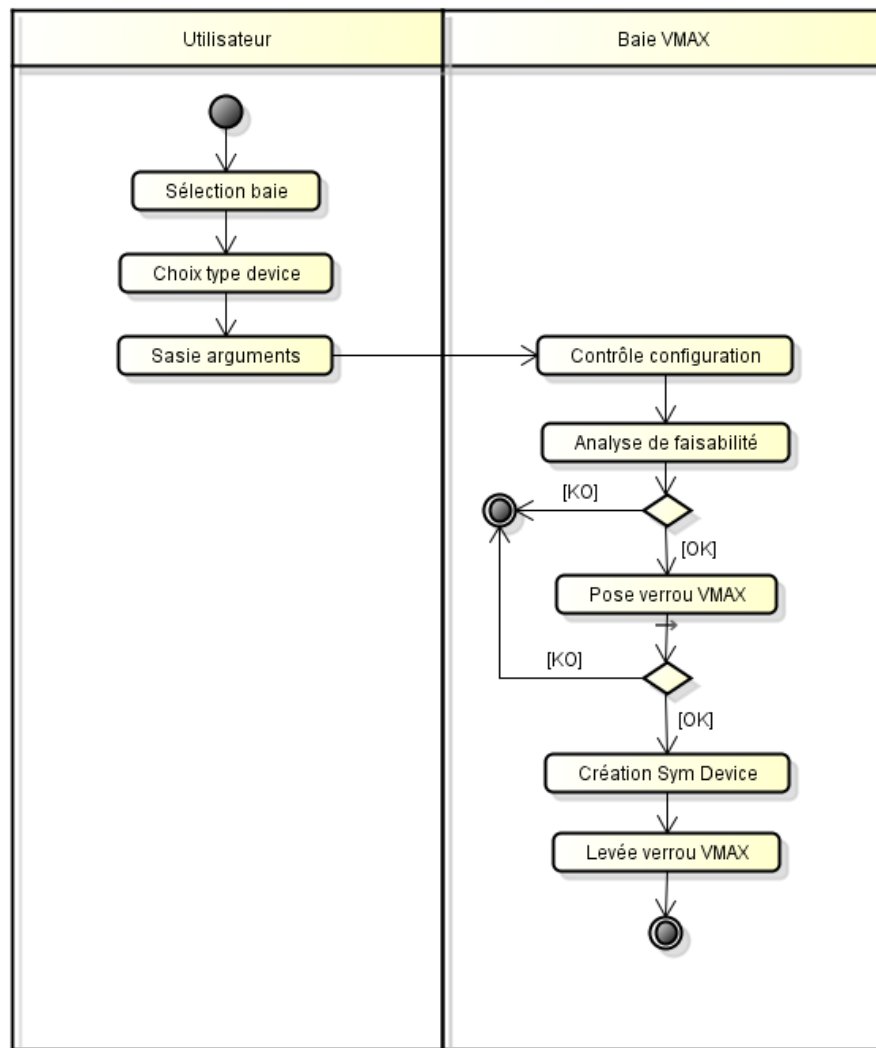 Utilisateur
Baie VMAX
Sélection baie
Choix type device
Sasie arguments
Contrôle configuration
Analyse de faisabilité
[KO]
[OK]
Pose verrou VMAX
[KO]
[OK]
Création Sym Device
Levée verrou VMAX